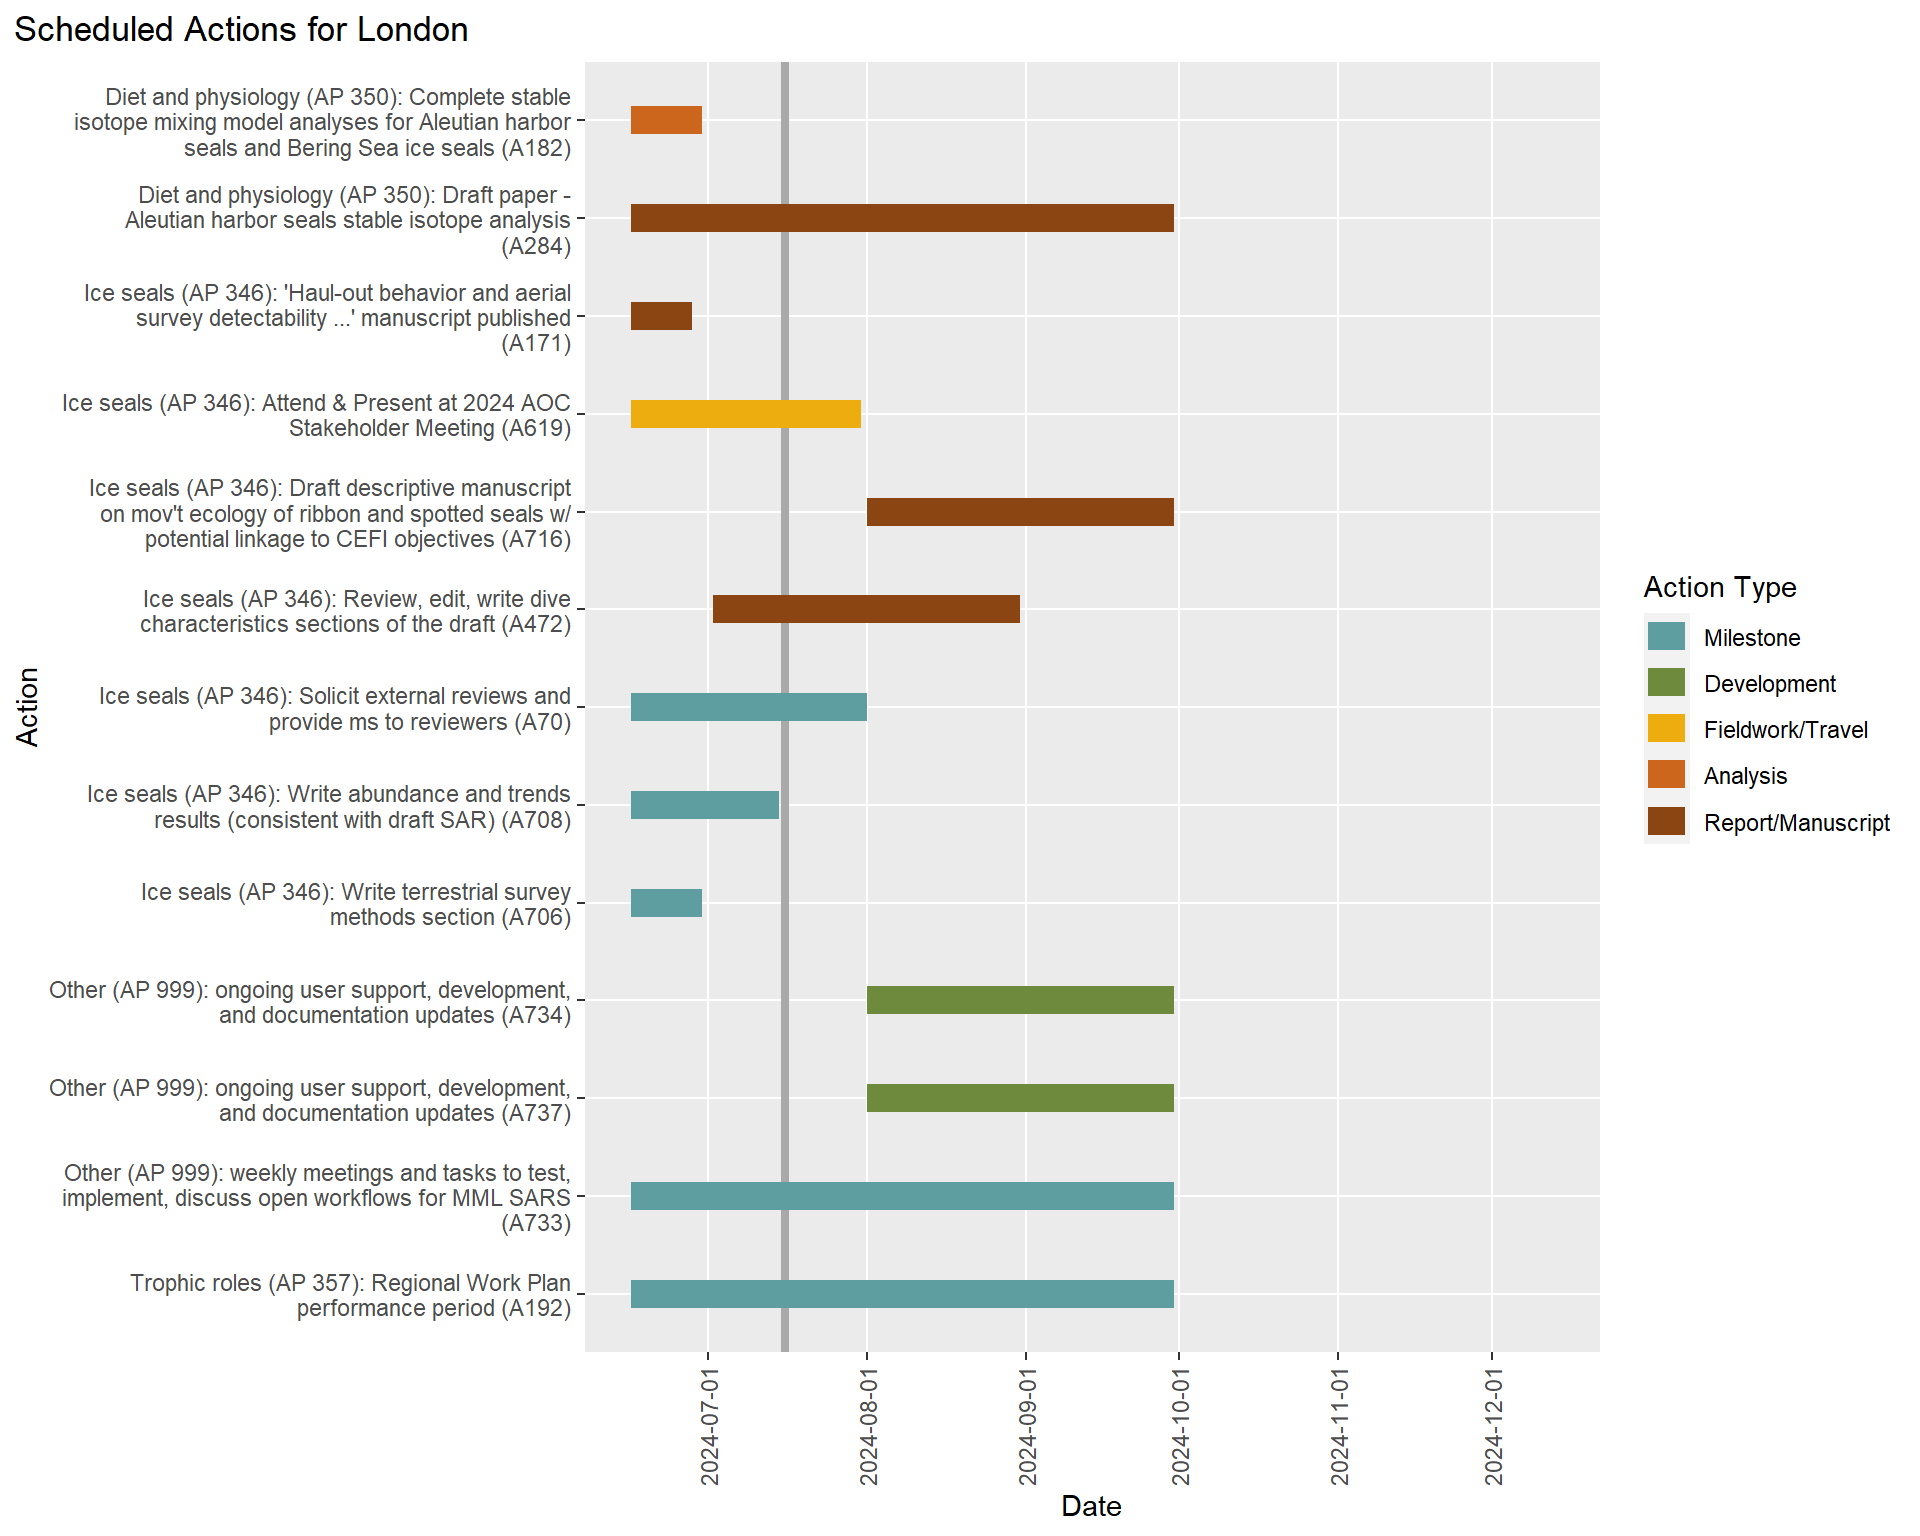 Scheduled Actions for London
Diet and physiology (AP 350): Complete stable
isotope mixing model analyses for Aleutian harbor
seals and Bering Sea ice seals (A182)
Diet and physiology (AP 350): Draft paper -
Aleutian harbor seals stable isotope analysis
(A284)
Ice seals (AP 346): 'Haul-out behavior and aerial
survey detectability ...' manuscript published
(A171)
Ice seals (AP 346): Attend & Present at 2024 AOC
Stakeholder Meeting (A619)
Ice seals (AP 346): Draft descriptive manuscript
on mov't ecology of ribbon and spotted seals w/
potential linkage to CEFI objectives (A716)
Ice seals (AP 346): Review, edit, write dive
characteristics sections of the draft (A472)
Ice seals (AP 346): Solicit external reviews and
provide ms to reviewers (A70)
Ice seals (AP 346): Write abundance and trends
results (consistent with draft SAR) (A708)
Ice seals (AP 346): Write terrestrial survey
methods section (A706)
Other (AP 999): ongoing user support, development,
and documentation updates (A734)
Other (AP 999): ongoing user support, development,
and documentation updates (A737)
Other (AP 999): weekly meetings and tasks to test,
implement, discuss open workflows for MML SARS
(A733)
Trophic roles (AP 357): Regional Work Plan
performance period (A192)
Action
2024-07-01
2024-08-01
2024-09-01
2024-10-01
2024-11-01
2024-12-01
Date
Action Type
Milestone
Development
Fieldwork/Travel
Analysis
Report/Manuscript